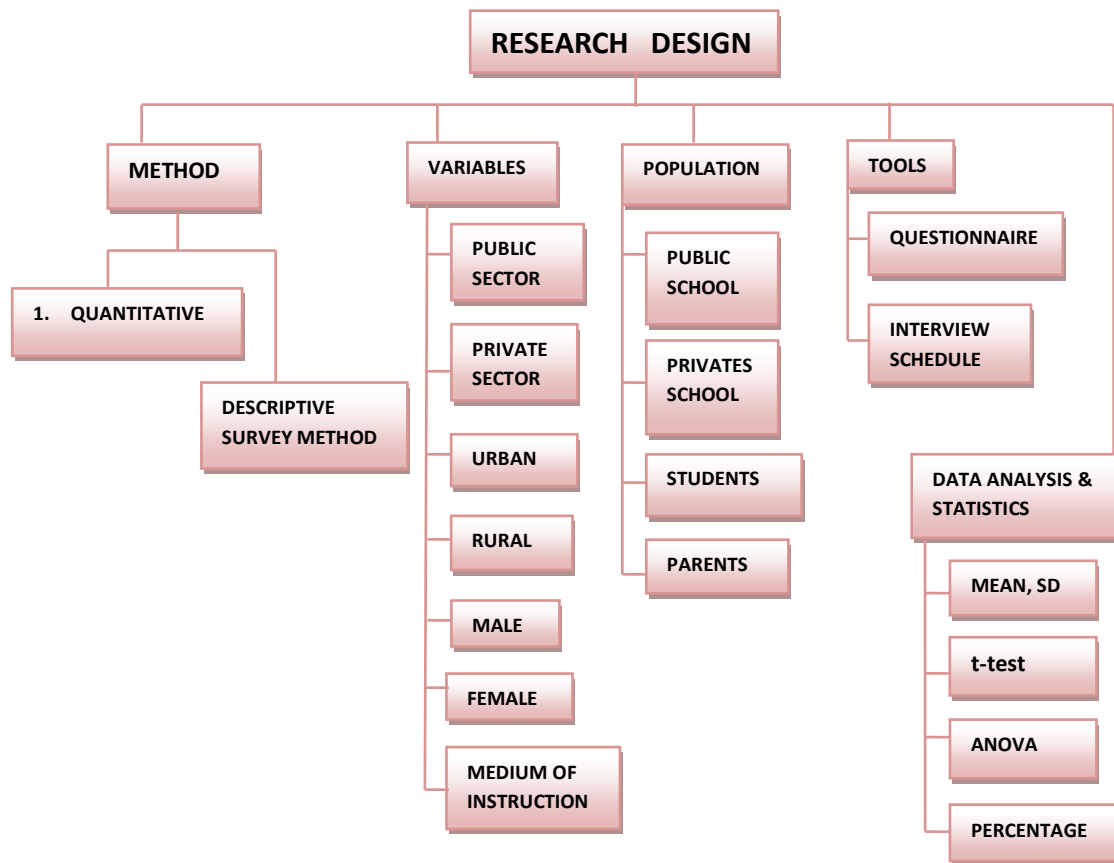 RESEARCH DESIGN
METHOD
1. QUANTITATIVE
DESCRIPTIVE
SURVEY METHOD
VARIABLES
PUBLIC
SECTOR
PRIVATE
SECTOR
URBAN
RURAL
MALE
FEMALE
MEDIUM OF
INSTRUCTION
POPULATION
PUBLIC
SCHOOL
PRIVATES
SCHOOL
STUDENTS
PARENTS
TOOLS
QUESTIONNAIRE
INTERVIEW
SCHEDULE
DATA ANALYSIS &
STATISTICS
MEAN, SD
t-test
ANOVA
PERCENTAGE